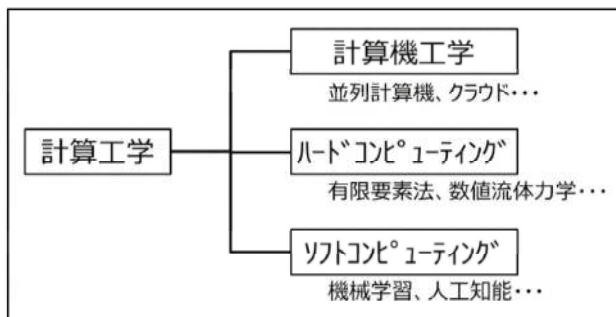 計算機工学
並列計算機、クラウド･･･
計算工学
ﾊｰﾄﾞｺﾝﾋﾟｭｰﾃｨﾝｸﾞ
有限要素法、数値流体力学･･･
ｿﾌﾄｺﾝﾋﾟｭｰﾃｨﾝｸﾞ
機械学習、人工知能･･･